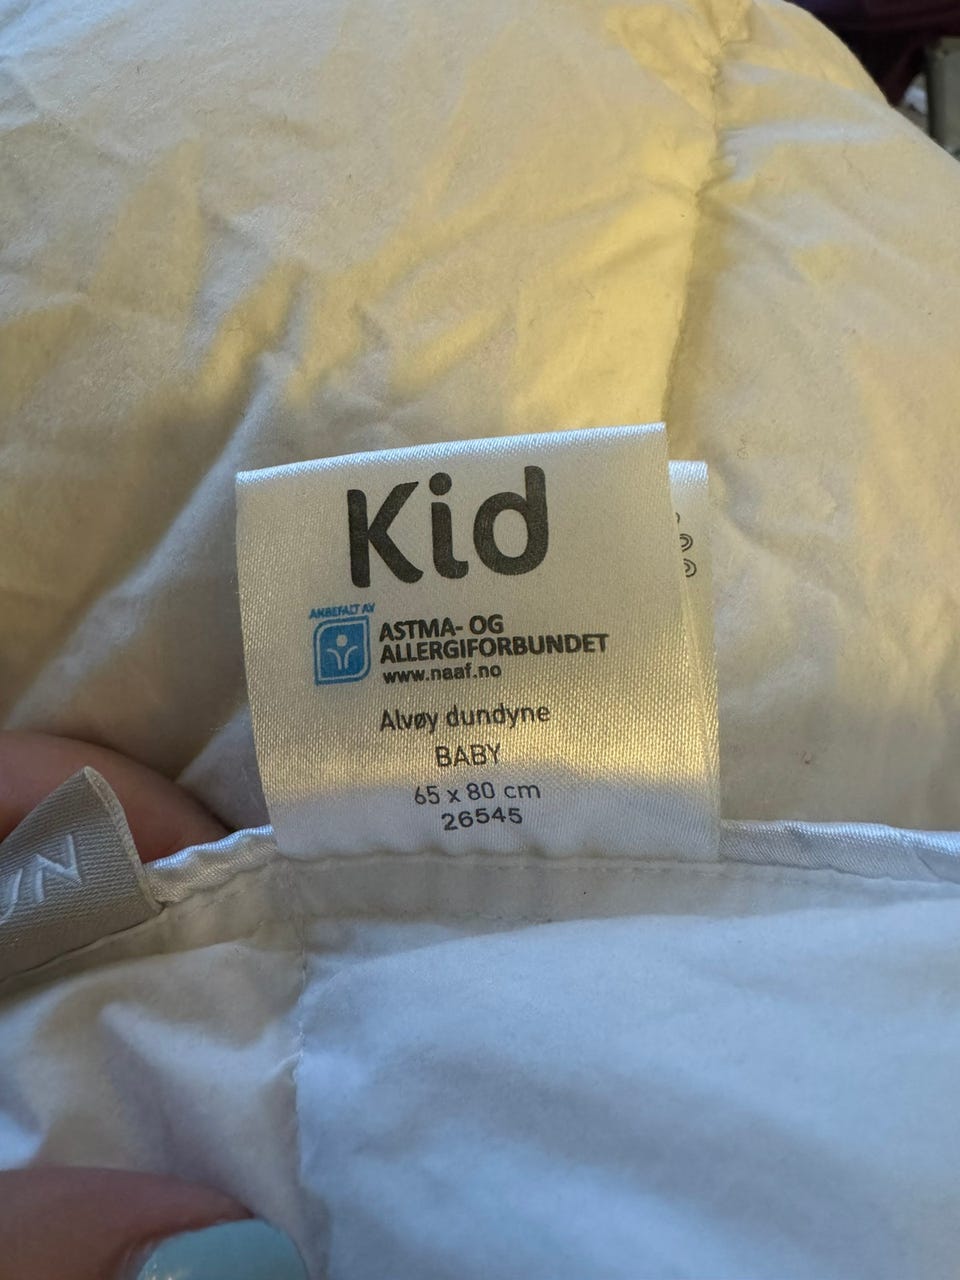 Kid
ANBEFALT AV
ASTMA- OG
ALLERGIFORBUNDET
www.naaf.no
Alvøy dundyne
BABY
65 x 80 cm
26545